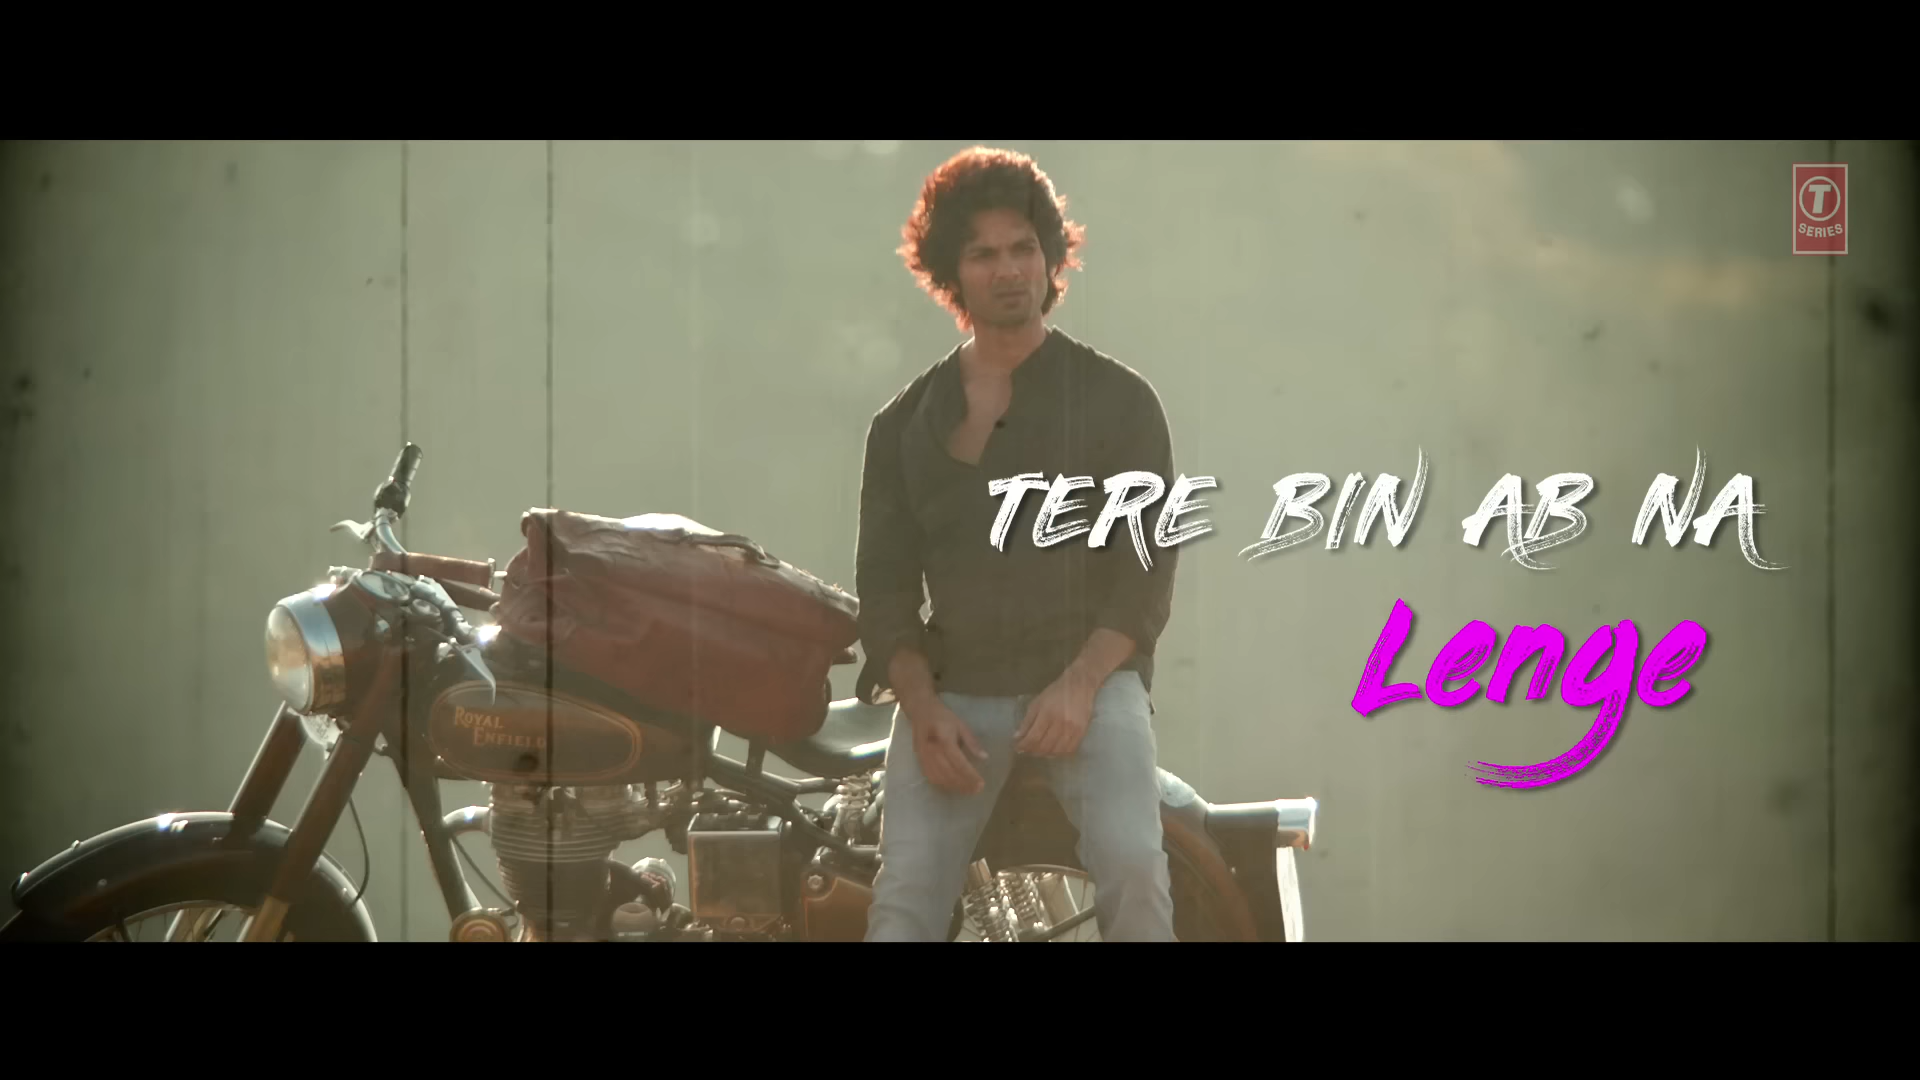 T
SERIES
TERE BIN AB NA
Lenge
ROYAL
ENFIELD